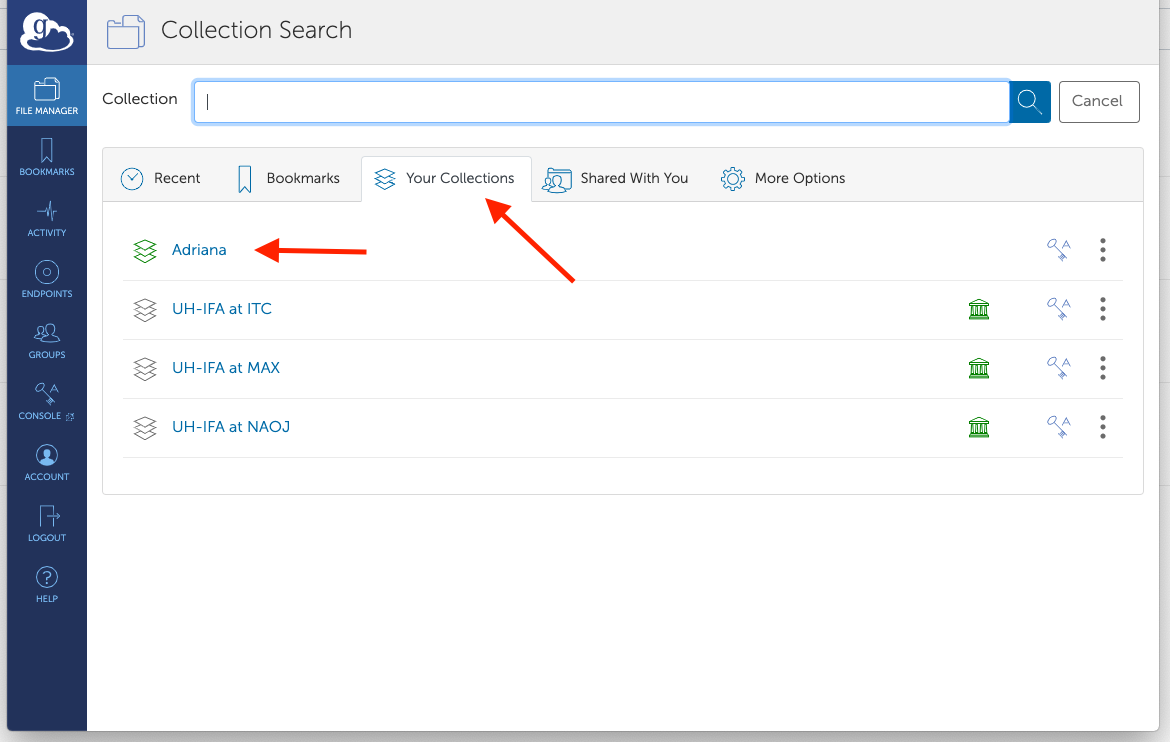 g
Collection Search
FILE MANAGER
BOOKMARKS
ACTIVITY
ENDPOINTS
GROUPS
CONSOLE
ACCOUNT
LOGOUT
HELP
Collection
Cancel
Recent
Bookmarks
Your Collections
Shared With You
More Options
Adriana
UH-IFA at ITC
UH-IFA at MAX
UH-IFA at NAOJ